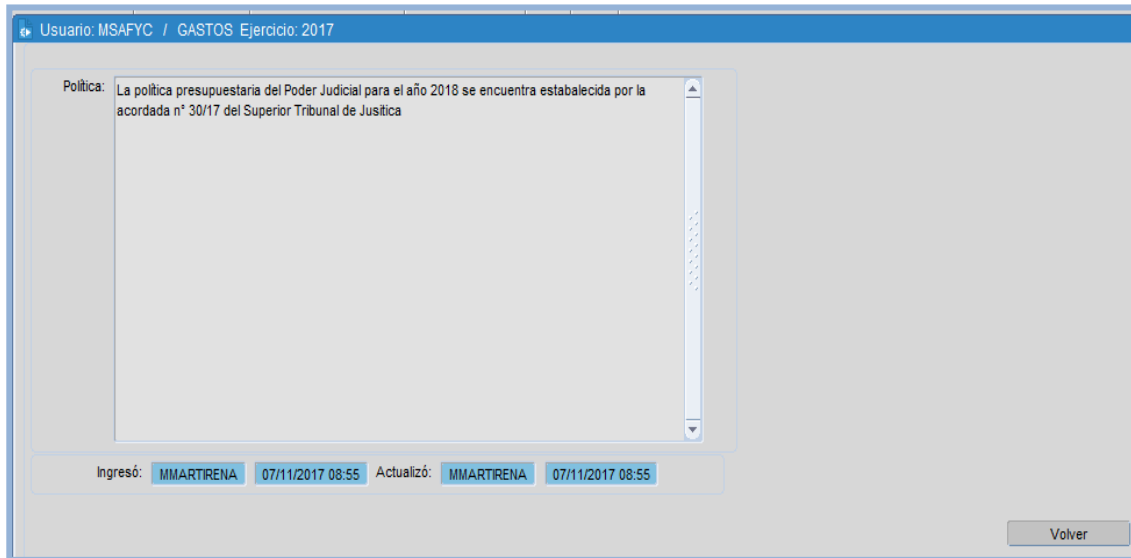 Usuario: MSAFYC / GASTOS Ejercicio: 2017
Política: La política presupuestaria del Poder Judicial para el año 2018 se encuentra estabalecida por la
acordada n° 30/17 del Superior Tribunal de Jusitica
Ingresó: MMARTIRENA 07/11/2017 08:55 Actualizó: MMARTIRENA 07/11/2017 08:55
Volver